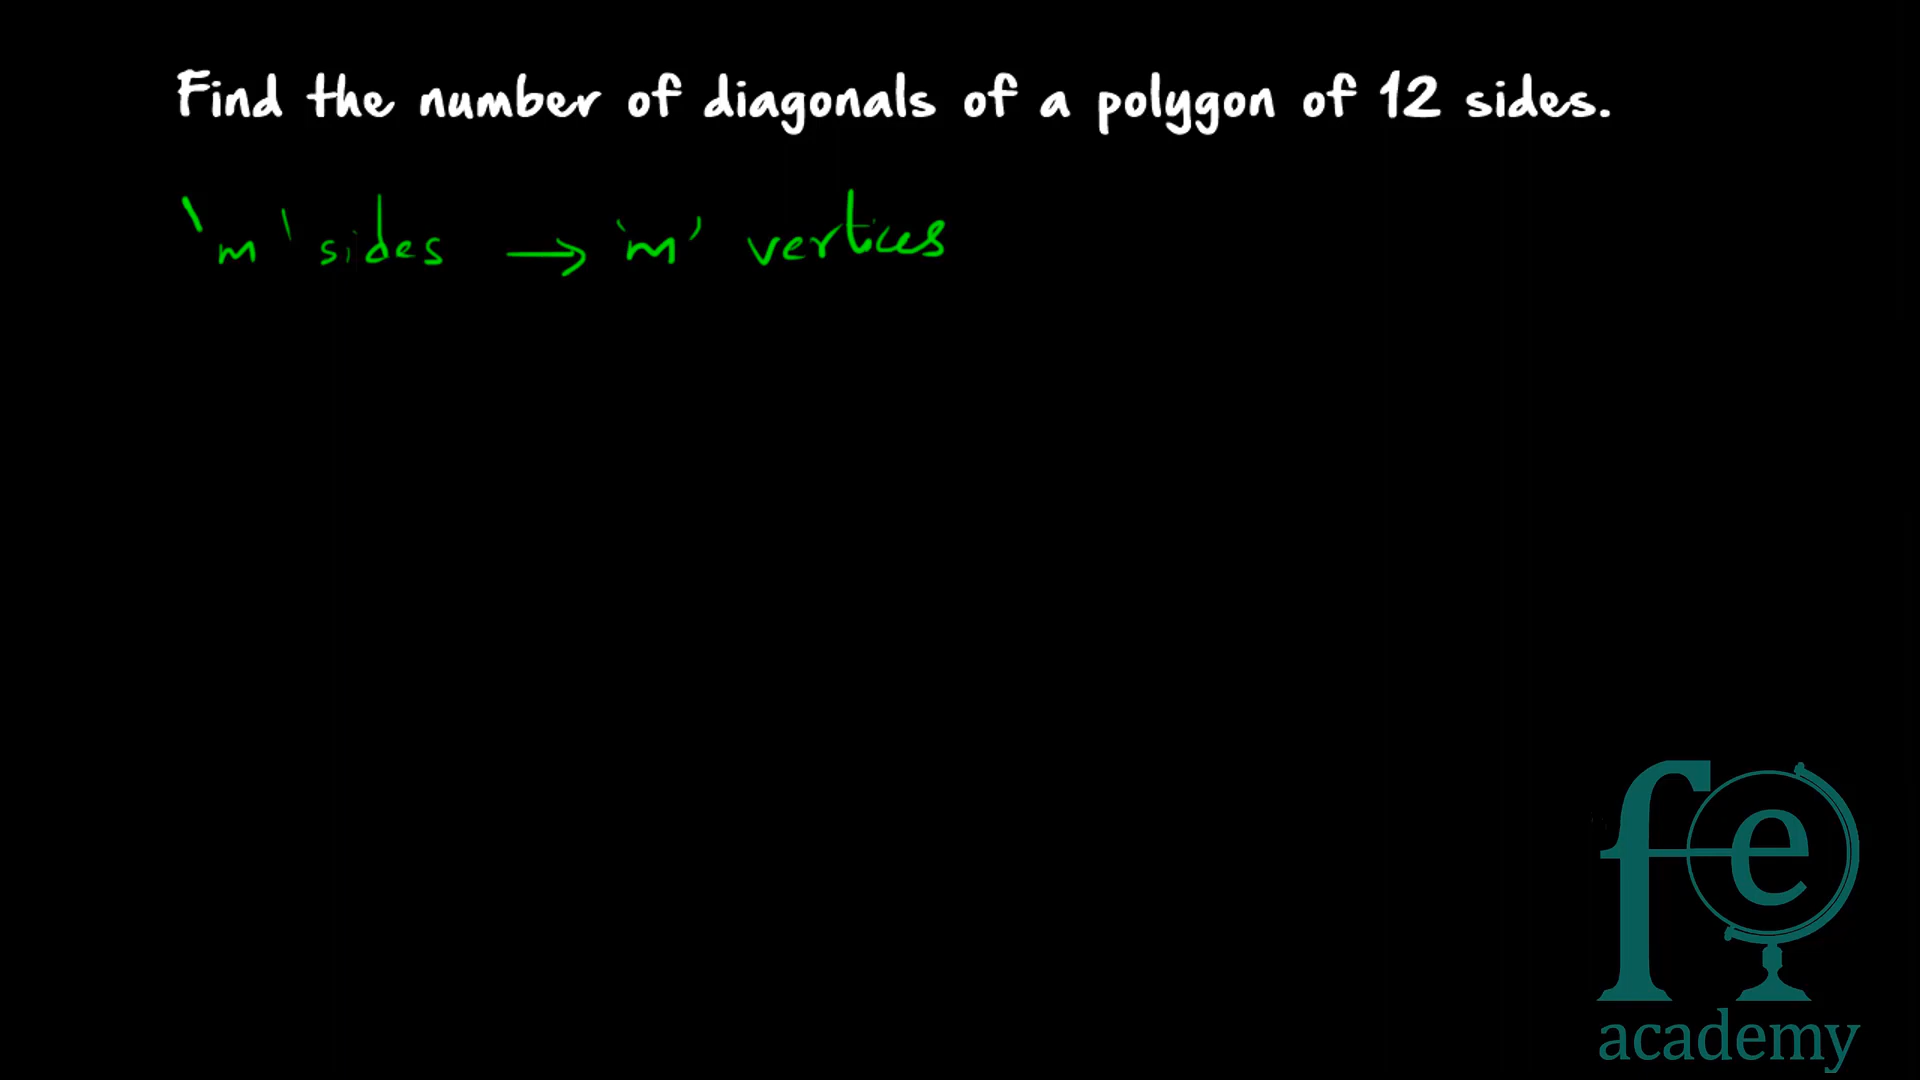 Find the number of diagonals of a polygon of 12 sides.
'm' sides → 'm' vertices
fe
academy